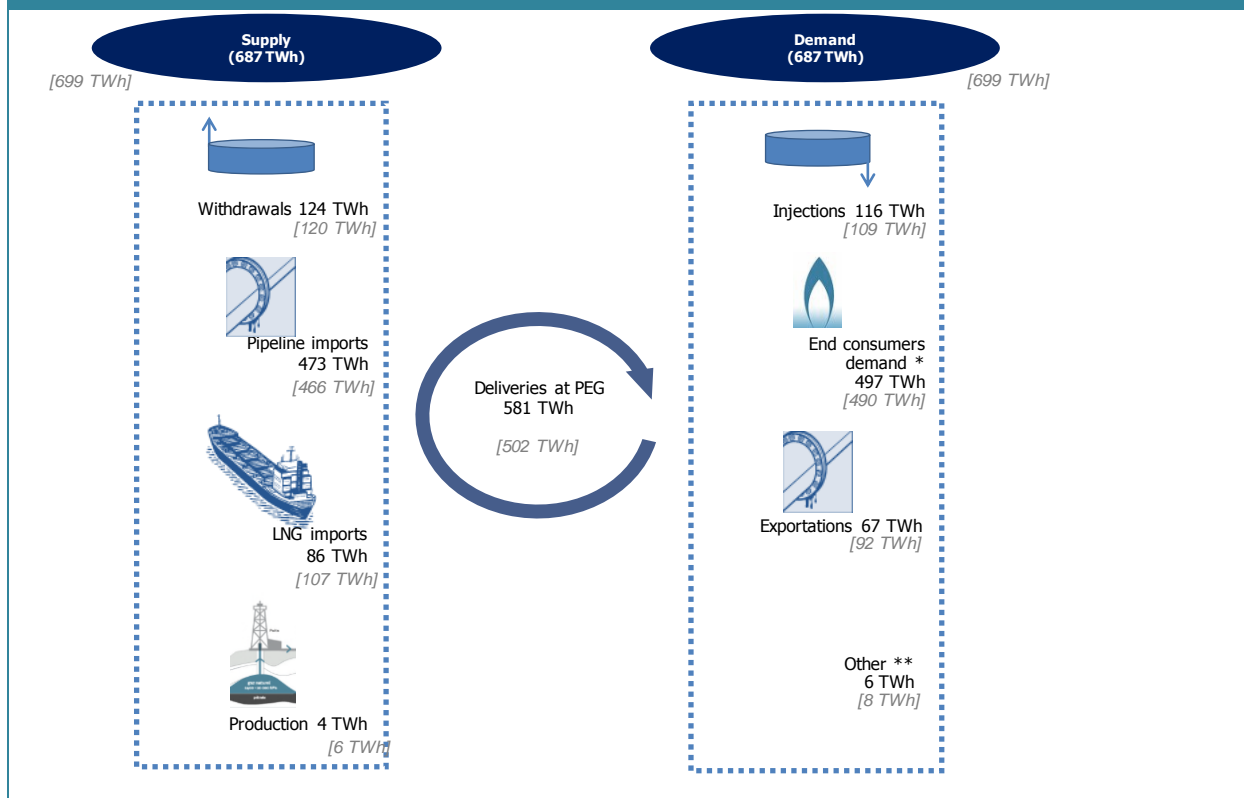 Supply
(687 TWh)
[699 TWh]
Withdrawals 124 TWh
[120 TWh]
Pipeline imports
473 TWh
[466 TWh]
LNG imports
86 TWh
[107 TWh]
Production 4 TWh
[6 TWh]
Deliveries at PEG
581 TWh
[502 TWh]
Demand
(687 TWh)
[699 TWh]
Injections 116 TWh
[109 TWh]
End consumers
demand *
497 TWh
[490 TWh]
Exportations 67 TWh
[92 TWh]
Other **
6 TWh
[8 TWh]